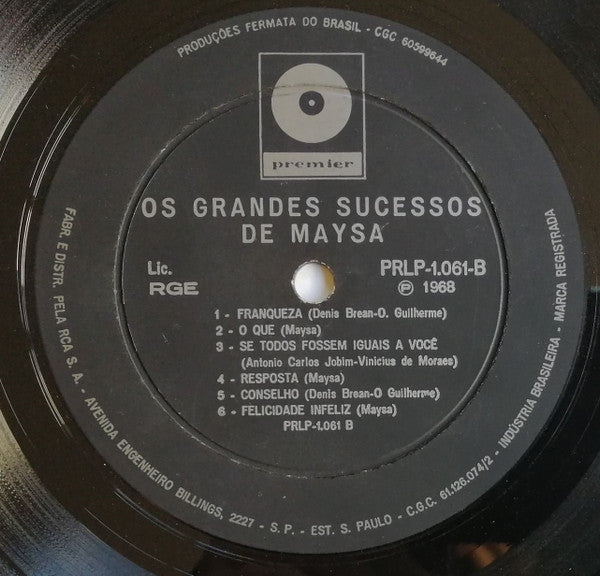 PRODUÇÕES FERMATA DO BRASIL - CGC 60599644
premier
OS GRANDES SUCESSOS
DE MAYSA
Lic.
RGE
PRLP-1.061-B
Ⓟ 1968
1 - FRANQUEZA (Denis Brean-O. Guilherme)
2 - O QUE (Maysa)
3 - SE TODOS FOSSEM IGUAIS A VOCÊ
(Antonio Carlos Jobim-Vinicius de Moraes)
4 - RESPOSTA (Maysa)
5 - CONSELHO (Denis Brean-O Guilherme)
6 - FELICIDADE INFELIZ (Maysa)
PRLP-1.061 B
FABR. E DISTR. PELA RCA S. A. - AVENIDA ENGENHEIRO BILLINGS, 2227 - S. P. - EST. S. PAULO - C.G.C. 61.126.074/2 - INDÚSTRIA BRASILEIRA - MARCA REGISTRADA